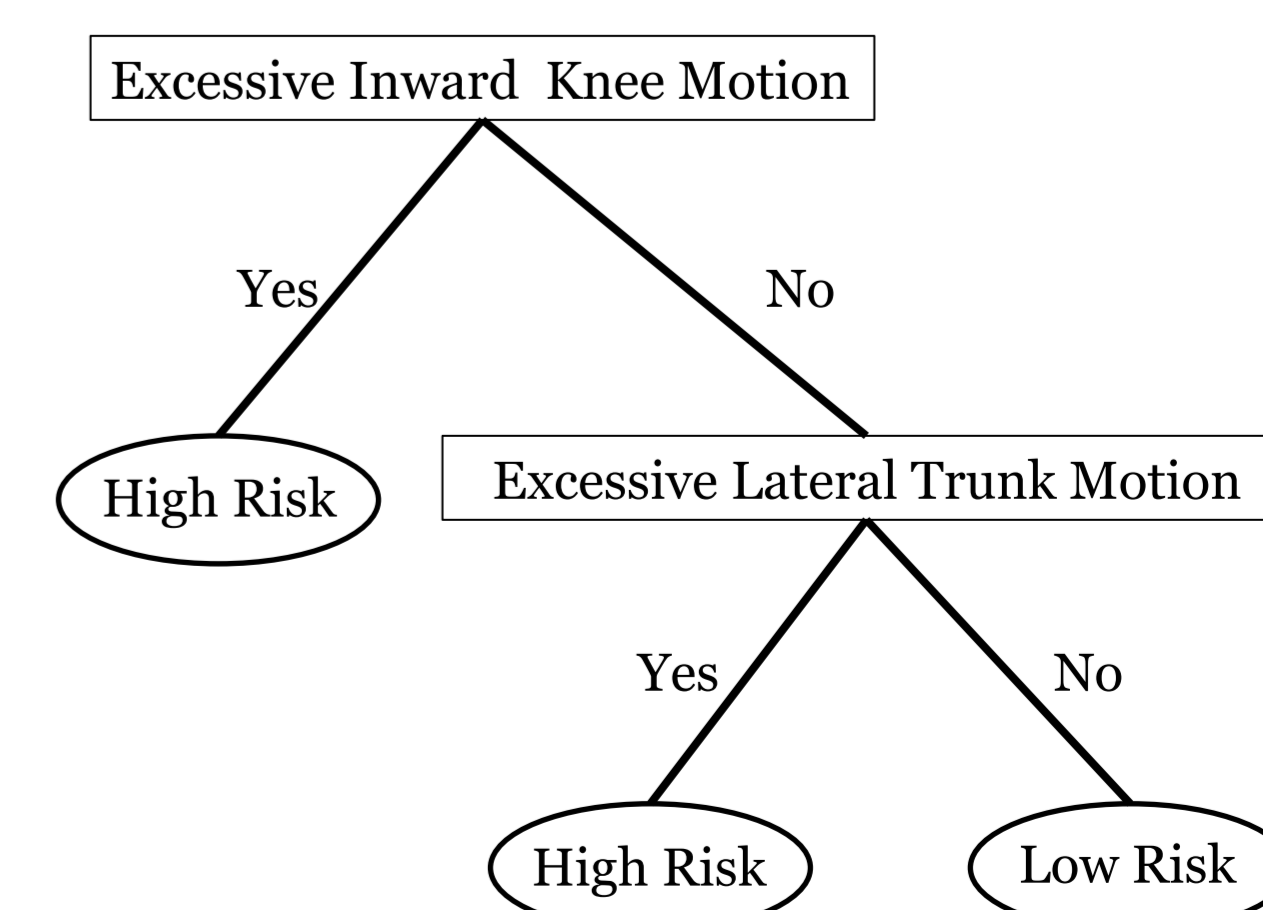 Excessive Inward  Knee Motion
Yes
No
High Risk
Excessive Lateral Trunk Motion
Yes
No
High Risk
Low Risk